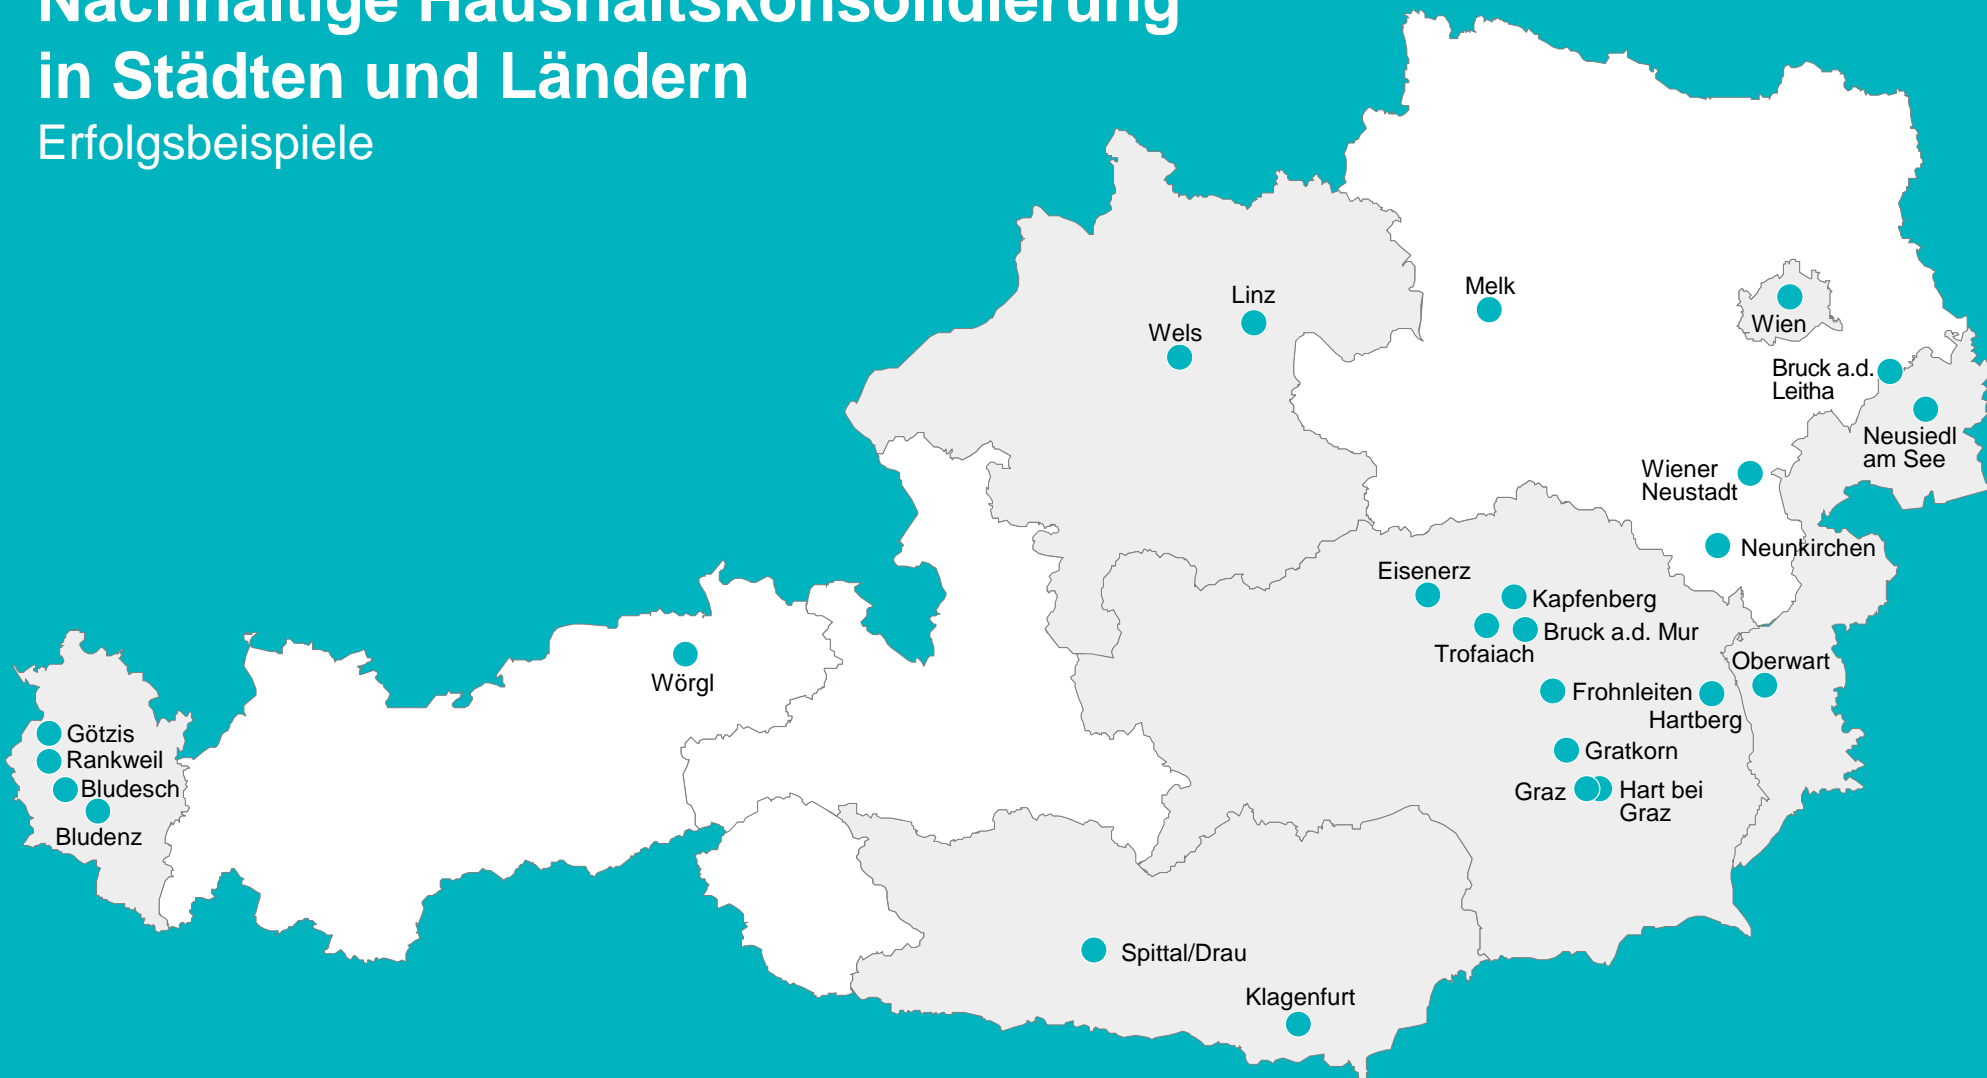 Nachhaltige Haushaltskonsolidierung
in Städten und Ländern
Erfolgsbeispiele
Linz
Wels
Melk
Wien
Bruck a.d.
Leitha
Neusiedl
am See
Wiener
Neustadt
Neunkirchen
Eisenerz
Kapfenberg
Bruck a.d. Mur
Trofaiach
Oberwart
Frohnleiten
Hartberg
Gratkorn
Graz
Hart bei
Graz
Wörgl
Götzis
Rankweil
Bludesch
Bludenz
Spittal/Drau
Klagenfurt